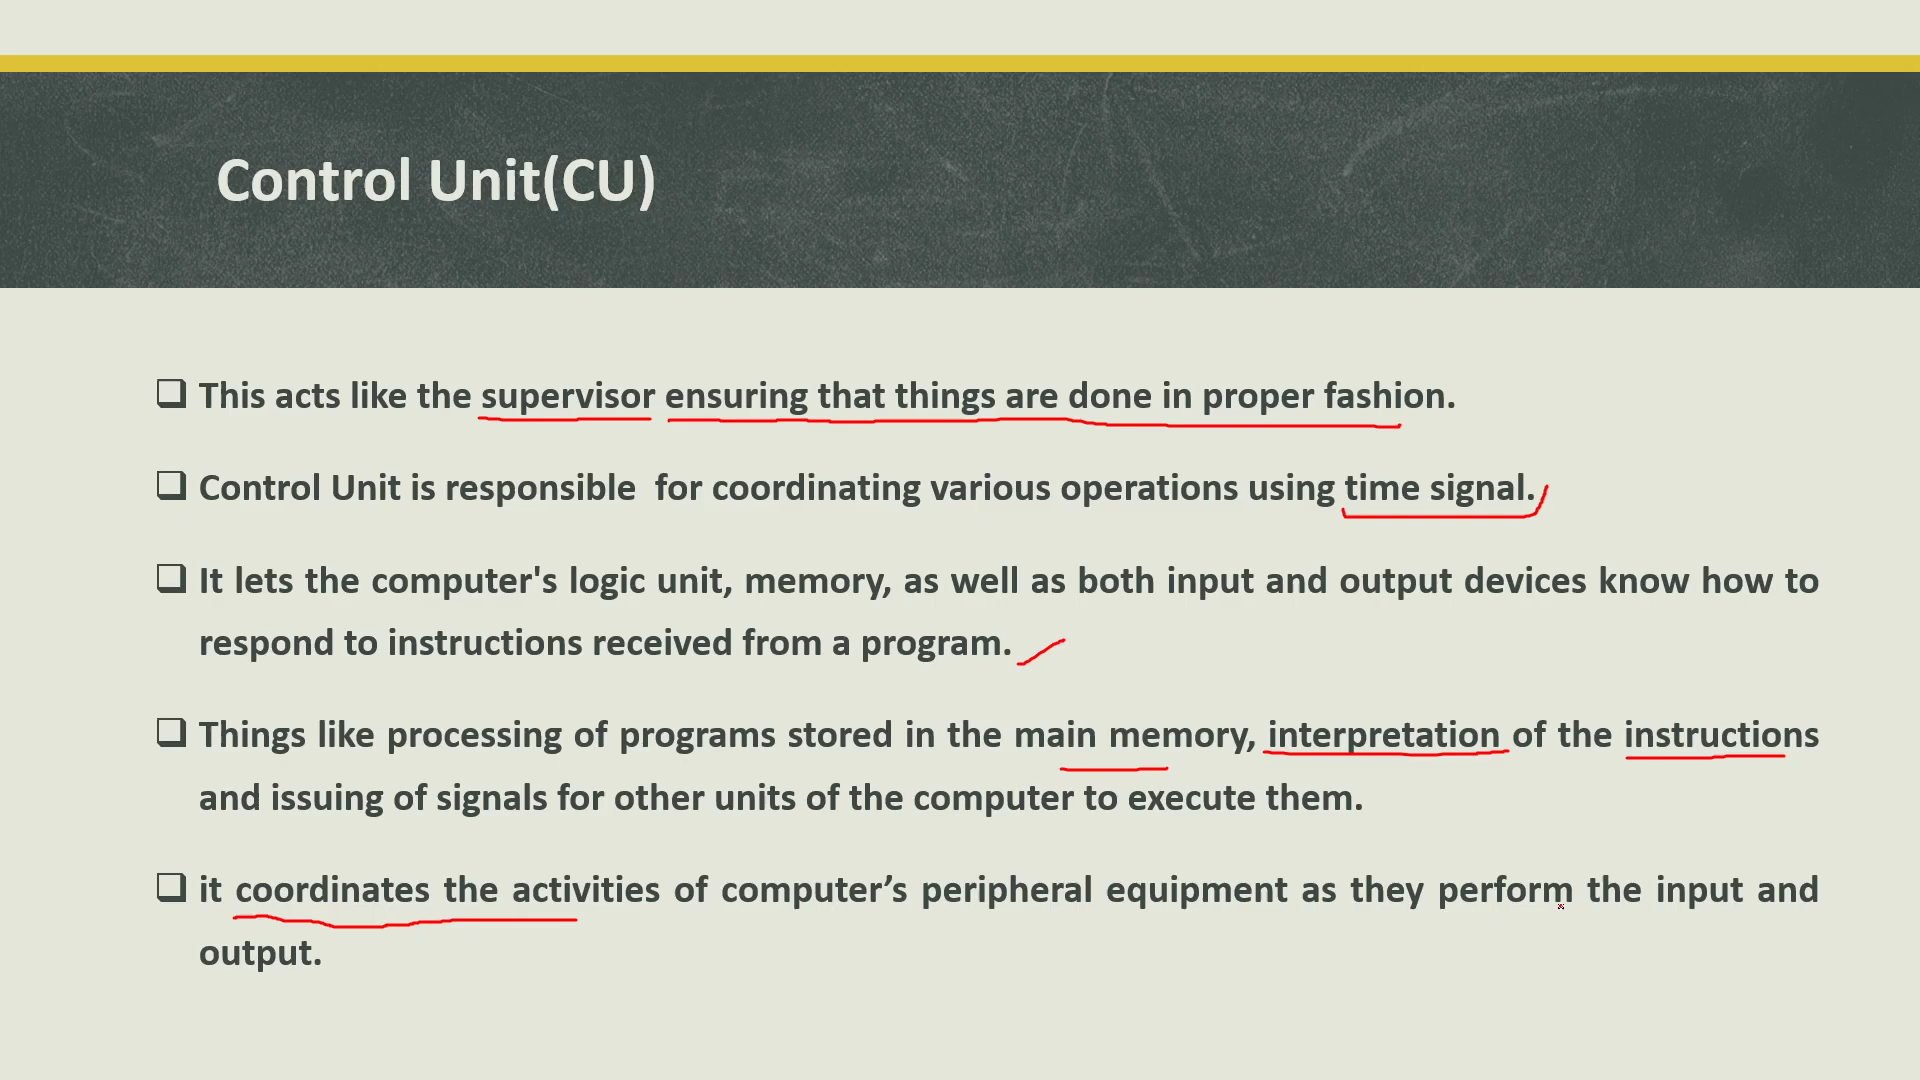 Control Unit(CU)
This acts like the supervisor ensuring that things are done in proper fashion.
Control Unit is responsible  for coordinating various operations using time signal.
It lets the computer's logic unit, memory, as well as both input and output devices know how to
respond to instructions received from a program.
Things like processing of programs stored in the main memory, interpretation of the instructions
and issuing of signals for other units of the computer to execute them.
it coordinates the activities of computer’s peripheral equipment as they perform the input and
output.